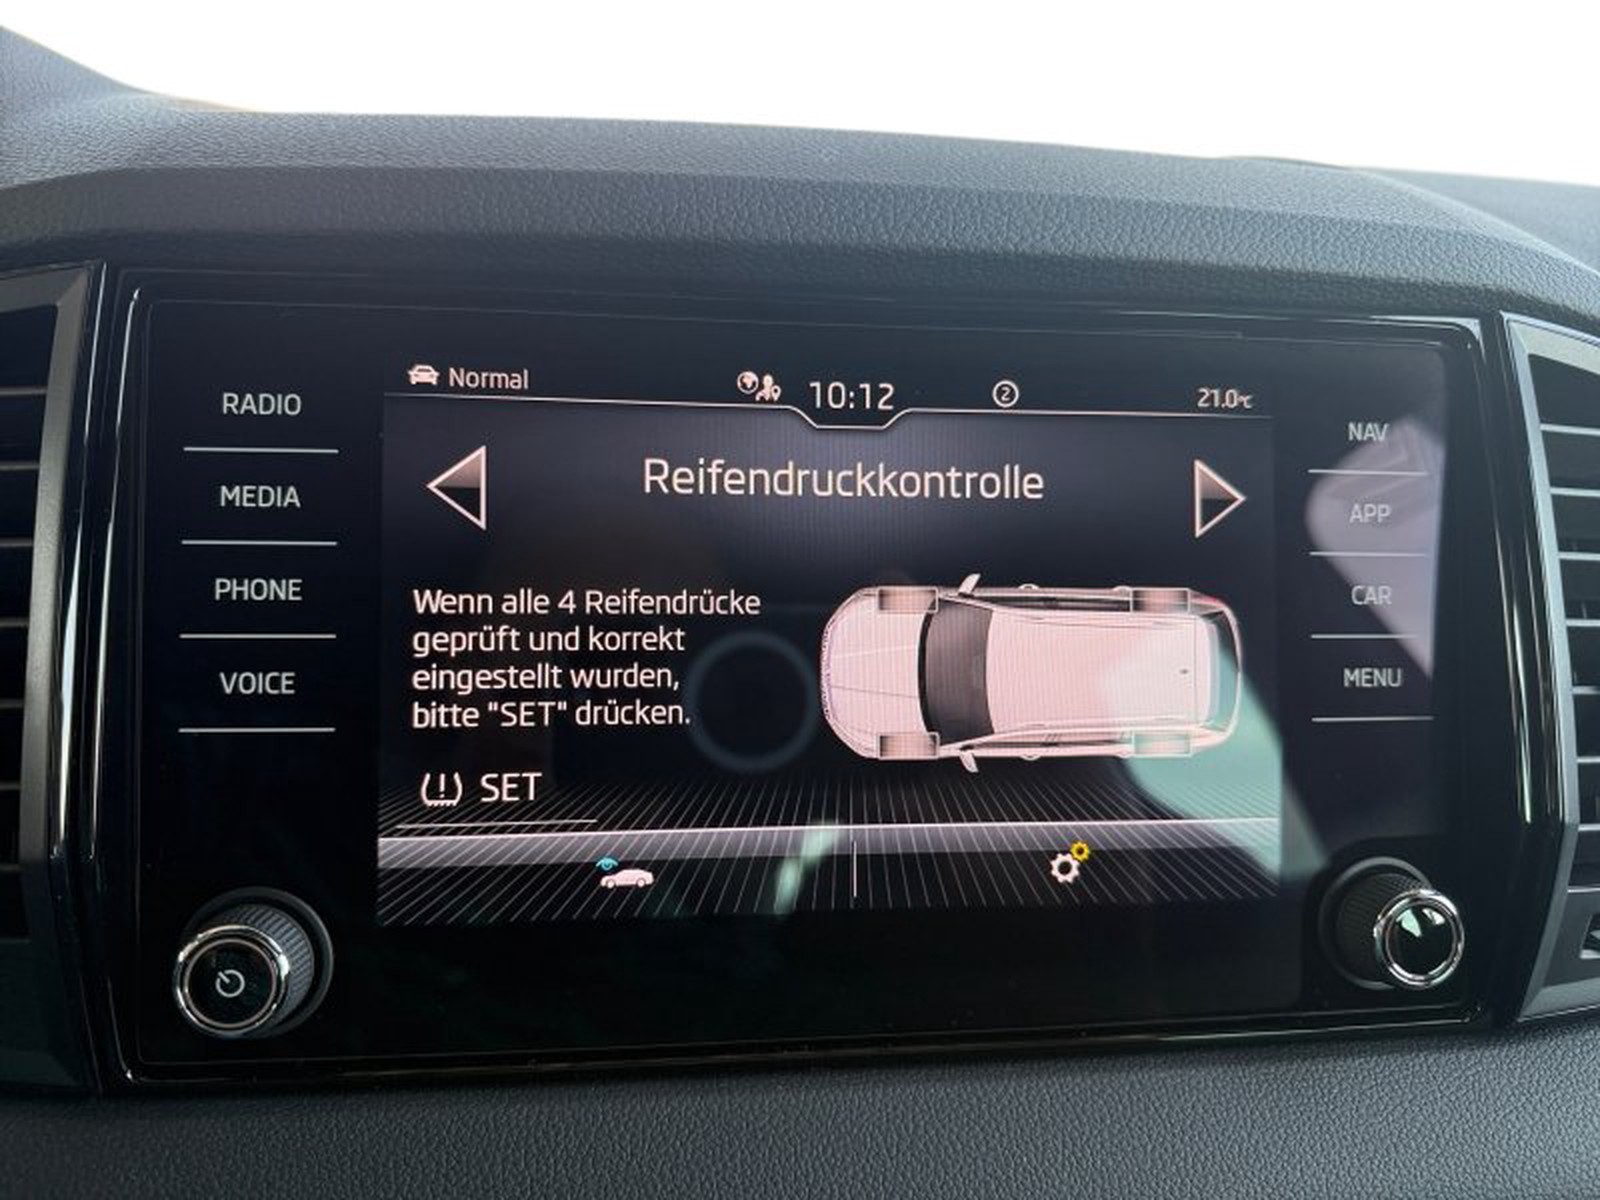 Normal
10:12
2
21.0°C
RADIO
MEDIA
PHONE
VOICE
Reifendruckkontrolle
Wenn alle 4 Reifendrücke
geprüft und korrekt
eingestellt wurden,
bitte "SET" drücken.
SET
NAV
APP
CAR
MENU